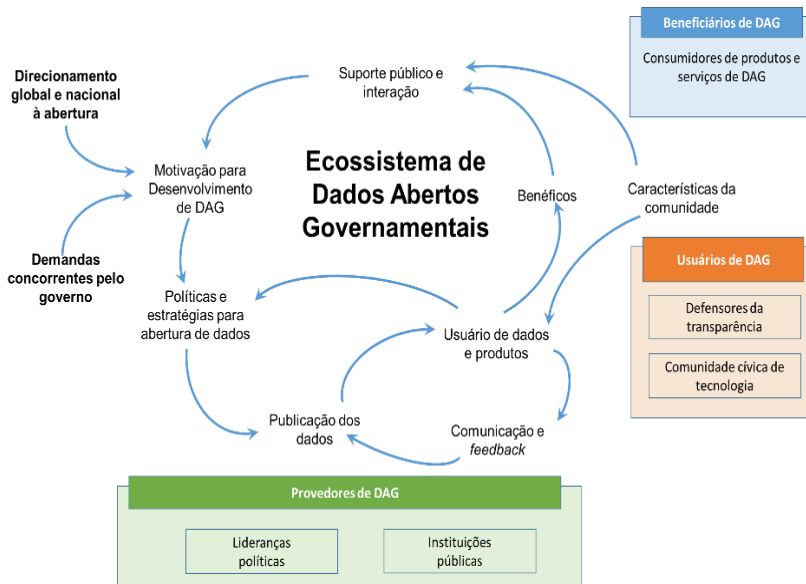 Beneficiários de DAG
Consumidores de produtos e
serviços de DAG
Direcionamento
global e nacional
à abertura
Suporte público e
interação
Motivação para
Desenvolvimento
de DAG
Ecossistema de
Dados Abertos
Governamentais
Benéficos
Características da
comunidade
Demandas
concorrentes pelo
governo
Políticas e
estratégias para
abertura de dados
Usuário de dados
e produtos
Usuários de DAG
Defensores da
transparência
Comunidade cívica de
tecnologia
Publicação dos
dados
Comunicação e
feedback
Provedores de DAG
Lideranças
políticas
Instituições
públicas